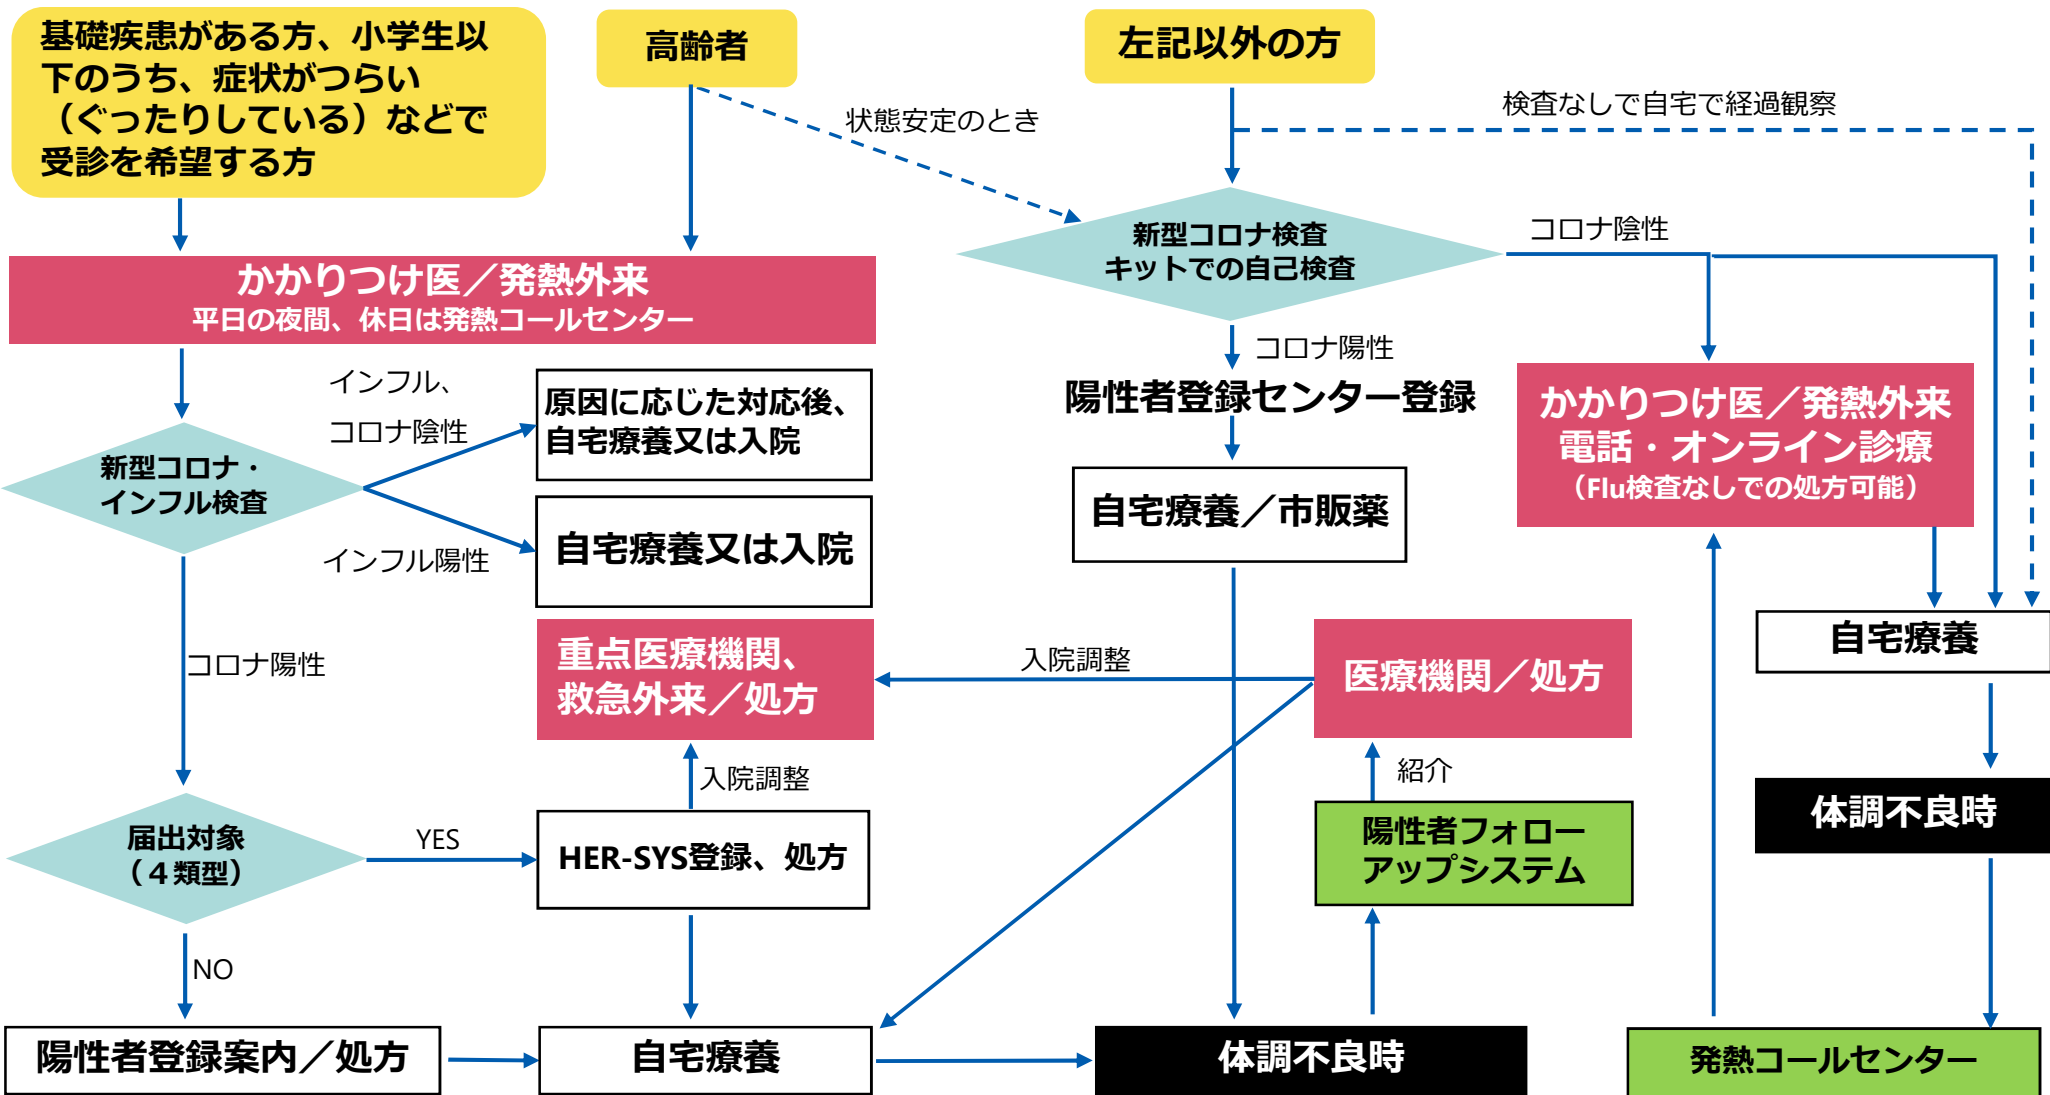 基礎疾患がある方、小学生以
下のうち、症状がつらい
（ぐったりしている）などで
受診を希望する方
高齢者
左記以外の方
状態安定のとき
検査なしで自宅で経過観察
かかりつけ医／発熱外来
平日の夜間、休日は発熱コールセンター
新型コロナ検査
キットでの自己検査
コロナ陰性
コロナ陽性
インフル、
コロナ陰性
原因に応じた対応後、
自宅療養又は入院
陽性者登録センター登録
かかりつけ医／発熱外来
電話・オンライン診療
（Flu検査なしでの処方可能）
新型コロナ・
インフル検査
自宅療養／市販薬
インフル陽性
自宅療養又は入院
コロナ陽性
重点医療機関、
救急外来／処方
入院調整
医療機関／処方
自宅療養
入院調整
紹介
体調不良時
届出対象
（４類型）
YES
HER-SYS登録、処方
陽性者フォロー
アップシステム
NO
陽性者登録案内／処方
自宅療養
体調不良時
発熱コールセンター